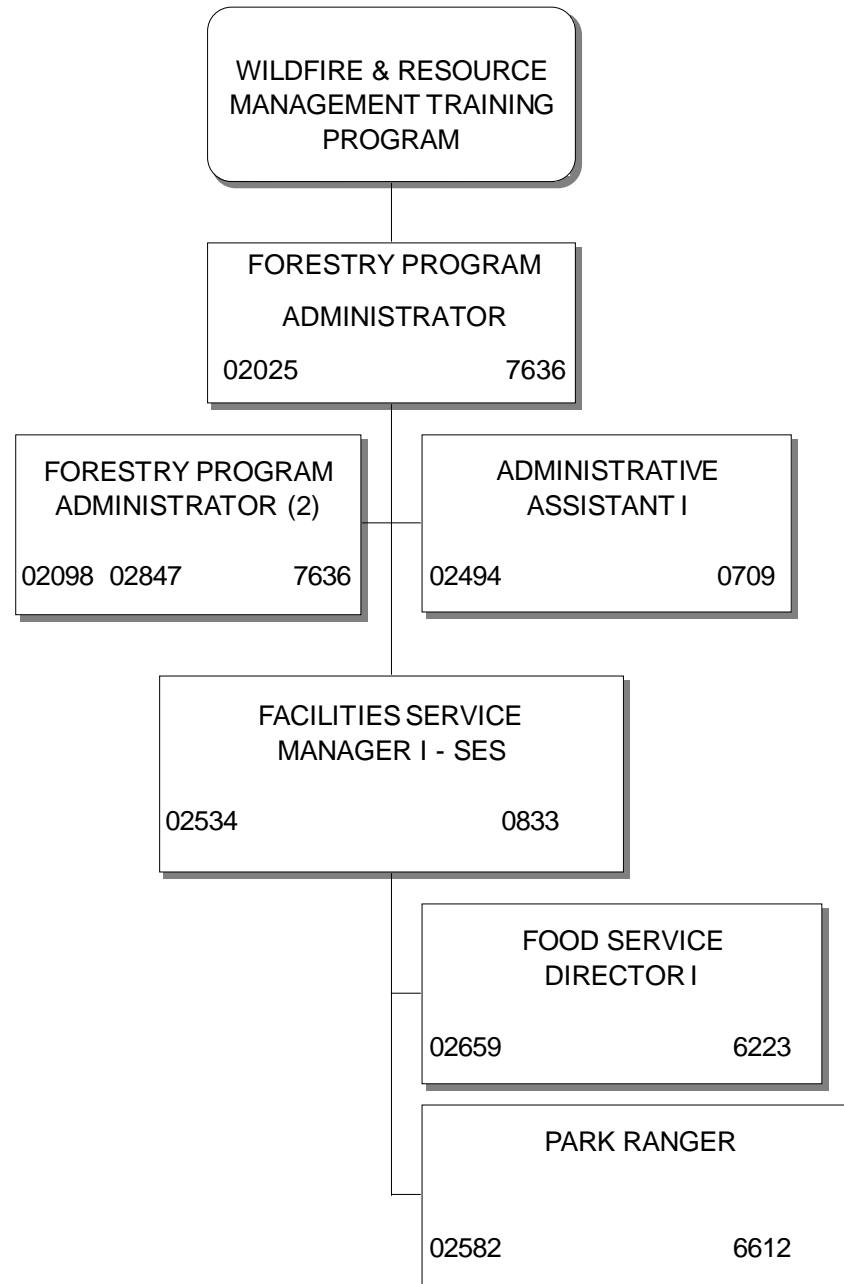 WILDFIRE & RESOURCE
MANAGEMENT TRAINING
PROGRAM
FORESTRY PROGRAM
ADMINISTRATOR
02025 7636
FORESTRY PROGRAM
ADMINISTRATOR (2)
02098 02847 7636
ADMINISTRATIVE
ASSISTANT I
02494 0709
FACILITIES SERVICE
MANAGER I - SES
02534 0833
FOOD SERVICE
DIRECTOR I
02659 6223
PARK RANGER
02582 6612